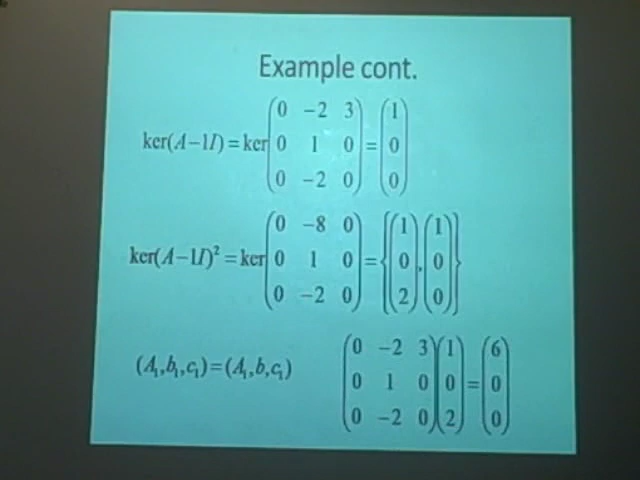 Example cont.
ker(A−1I)=ker(0 −2 3; 0 1 0; 0 −2 0)=(1; 0; 0)
ker(A−1I)²=ker(0 −8 0; 0 1 0; 0 −2 0)={(1; 0; 2),(1; 0; 0)}
(A₁,b₁,c₁)=(A₁,b,c₁) (0 −2 3; 0 1 0; 0 −2 0)(1; 0; 2)=(6; 0; 0)